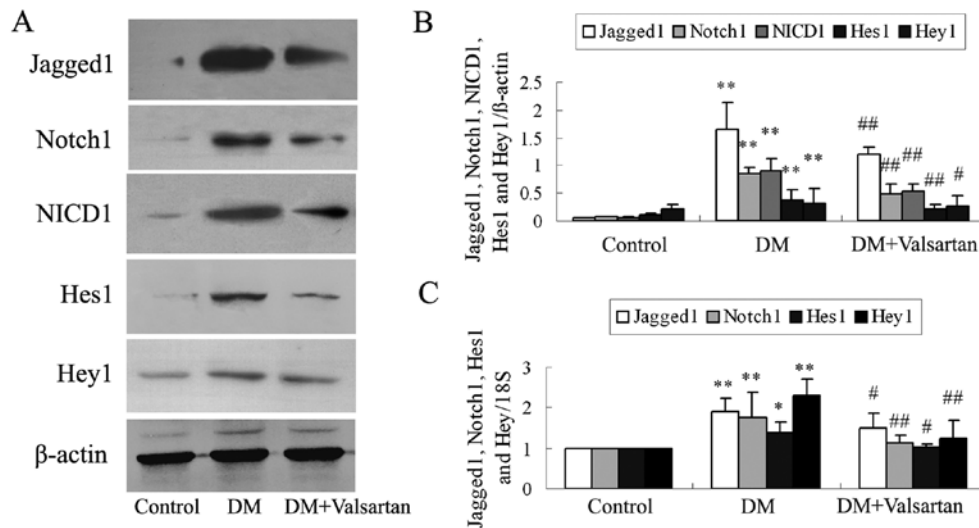 A
Jagged1
Notch1
NICD1
Hes1
Hey1
β-actin
Control DM DM+Valsartan
B
Jagged1 Notch1 NICD1 Hes1 Hey1
Jagged1, Notch1, NICD1,
Hes1 and Hey1/ß-actin
2.5
2
1.5
1
0.5
0
** ** ** ** **
## ## ## ## #
Control DM DM+Valsartan
C
Jagged1 Notch1 Hes1 Hey1
Jagged1, Notch1, Hes1
and Hey/18S
3
2
1
0
** ** * **
# ## # ##
Control DM DM+Valsartan